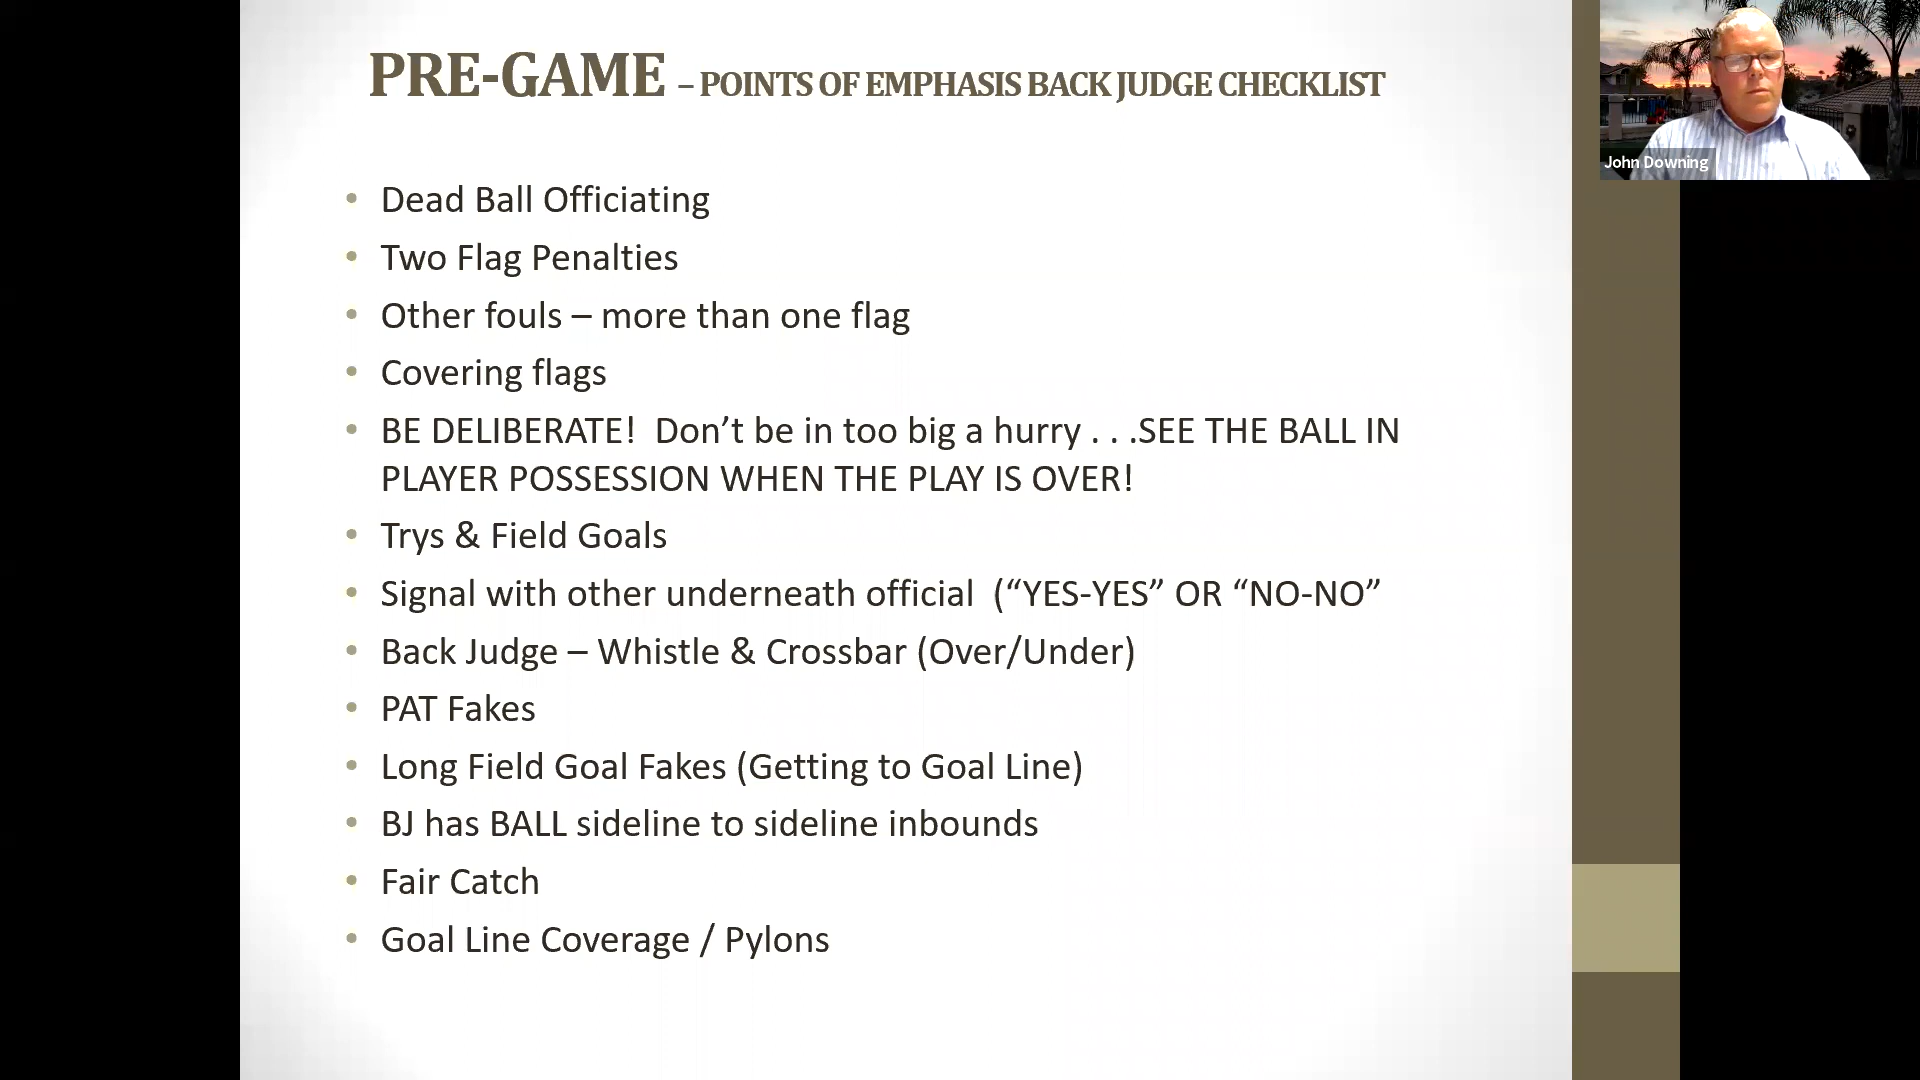 PRE-GAME – POINTS OF EMPHASIS BACK JUDGE CHECKLIST
John Downing
• Dead Ball Officiating
• Two Flag Penalties
• Other fouls – more than one flag
• Covering flags
• BE DELIBERATE!  Don’t be in too big a hurry . . .SEE THE BALL IN
PLAYER POSSESSION WHEN THE PLAY IS OVER!
• Trys & Field Goals
• Signal with other underneath official  (“YES-YES” OR “NO-NO”
• Back Judge – Whistle & Crossbar (Over/Under)
• PAT Fakes
• Long Field Goal Fakes (Getting to Goal Line)
• BJ has BALL sideline to sideline inbounds
• Fair Catch
• Goal Line Coverage / Pylons